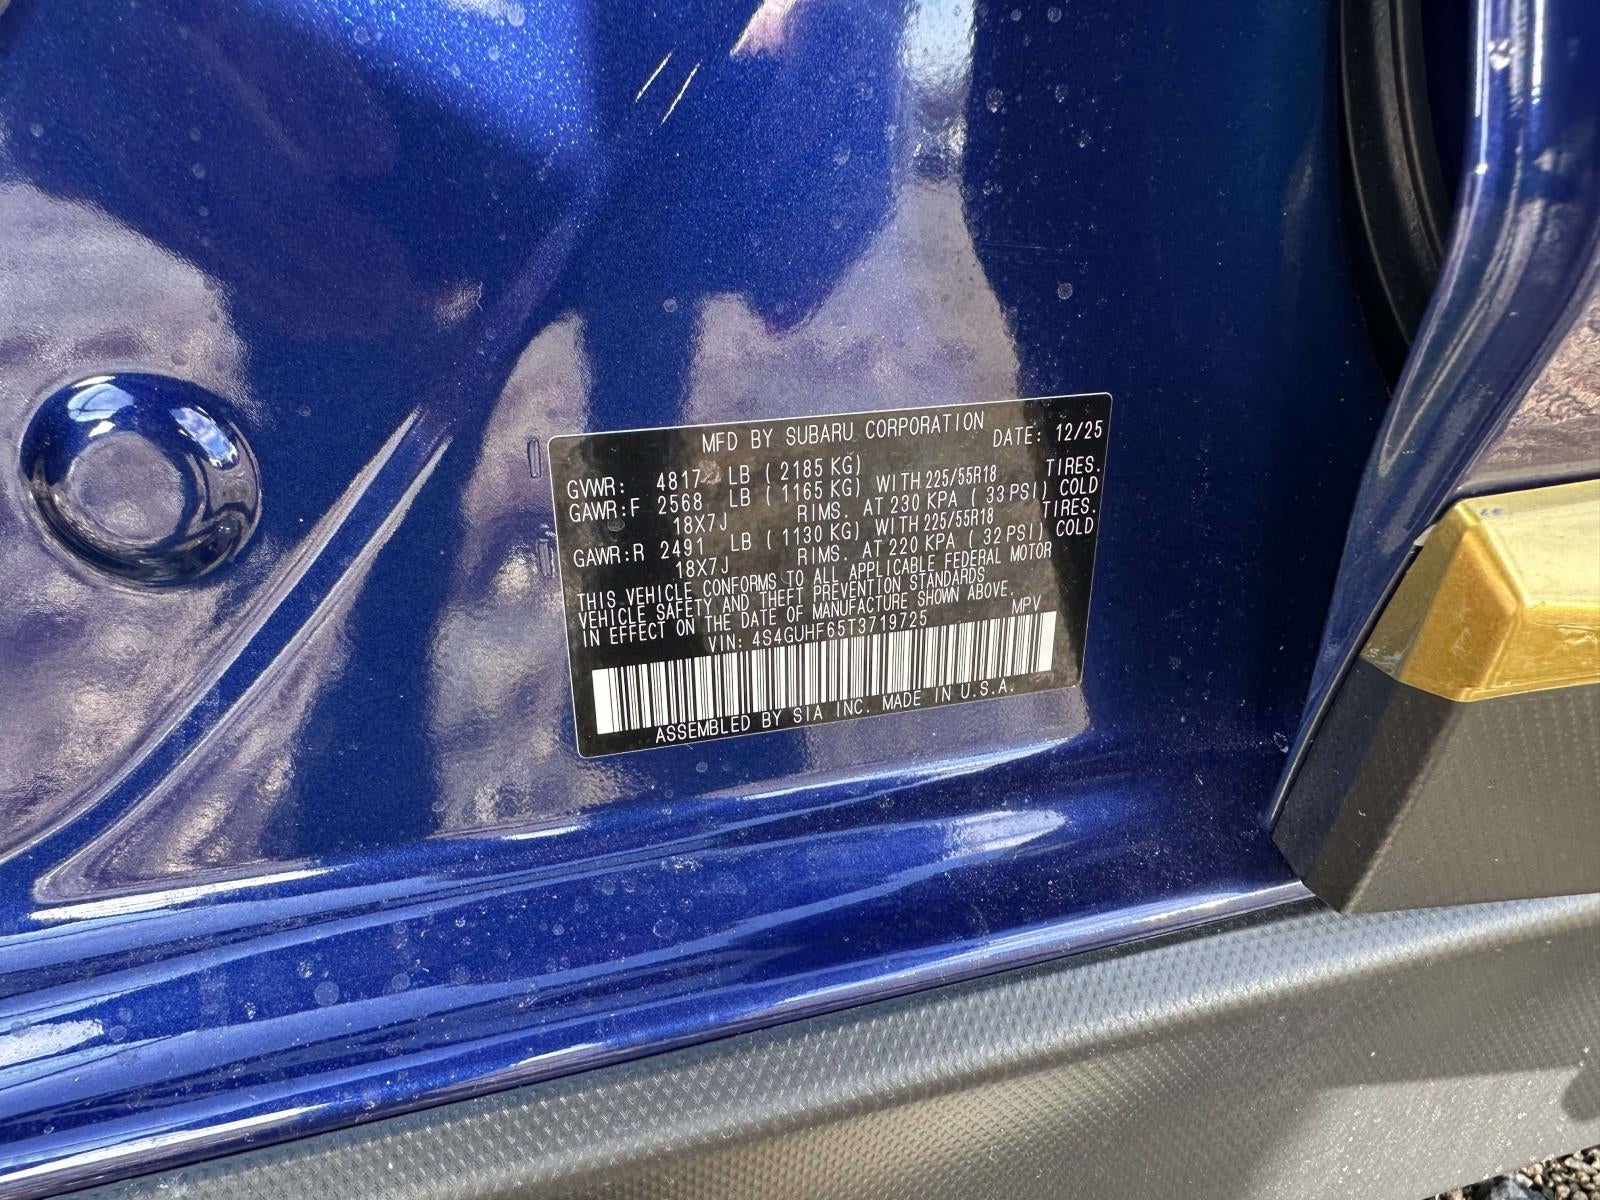 MFD BY SUBARU CORPORATION DATE: 12/25
GVWR: 4817 LB ( 2185 KG)
GAWR:F 2568 LB ( 1165 KG) WITH 225/55R18 TIRES.
18X7J RIMS. AT 230 KPA ( 33 PSI) COLD
GAWR:R 2491 LB ( 1130 KG) WITH 225/55R18 TIRES.
18X7J RIMS. AT 220 KPA ( 32 PSI) COLD
THIS VEHICLE CONFORMS TO ALL APPLICABLE FEDERAL MOTOR
VEHICLE SAFETY AND THEFT PREVENTION STANDARDS
IN EFFECT ON THE DATE OF MANUFACTURE SHOWN ABOVE.
VIN: 4S4GUHF65T3719725 MPV
ASSEMBLED BY SIA INC. MADE IN U.S.A.